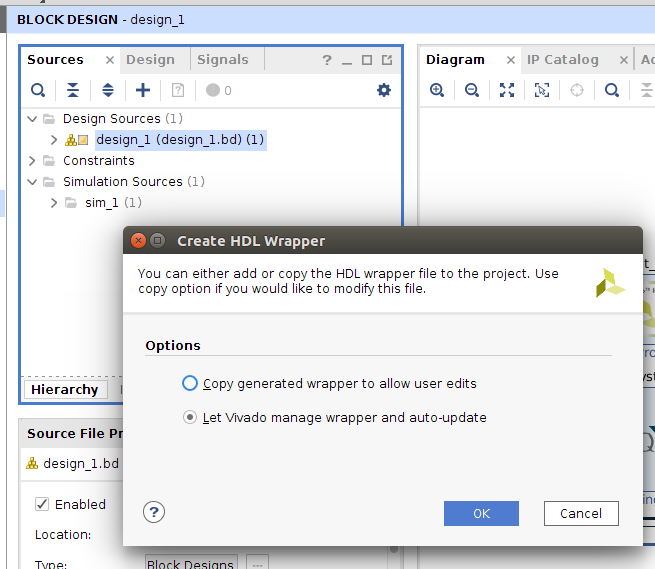 BLOCK DESIGN - design_1
Sources
Design
Signals
?
0
Design Sources (1)
design_1 (design_1.bd) (1)
Constraints
Simulation Sources (1)
sim_1 (1)
Hierarchy
Diagram
IP Catalog
Create HDL Wrapper
You can either add or copy the HDL wrapper file to the project. Use
copy option if you would like to modify this file.
Options
Copy generated wrapper to allow user edits
Let Vivado manage wrapper and auto-update
?
OK
Cancel
Source File Pr
design_1.bd
Enabled
Location:
Type:
Block Designs
...